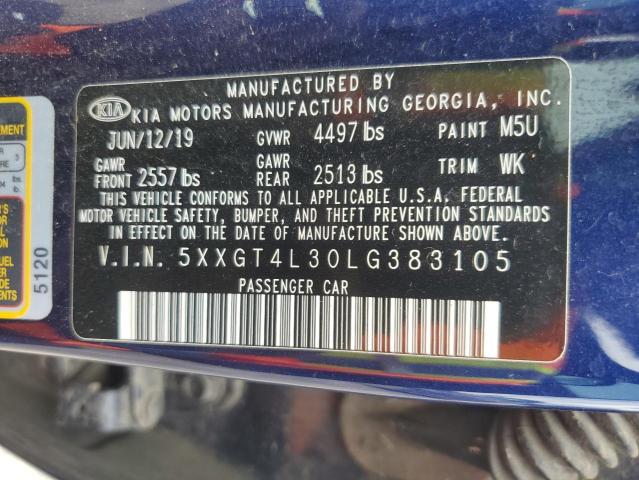 MANUFACTURED BY
KIA KIA MOTORS MANUFACTURING GEORGIA, INC.
JUN/12/19 GVWR 4497 lbs PAINT M5U
GAWR FRONT 2557 lbs GAWR REAR 2513 lbs TRIM WK
THIS VEHICLE CONFORMS TO ALL APPLICABLE U.S.A. FEDERAL
MOTOR VEHICLE SAFETY, BUMPER, AND THEFT PREVENTION STANDARDS
IN EFFECT ON THE DATE OF MANUFACTURE SHOWN ABOVE.
V.I.N. 5XXGT4L30LG383105
PASSENGER CAR
5120